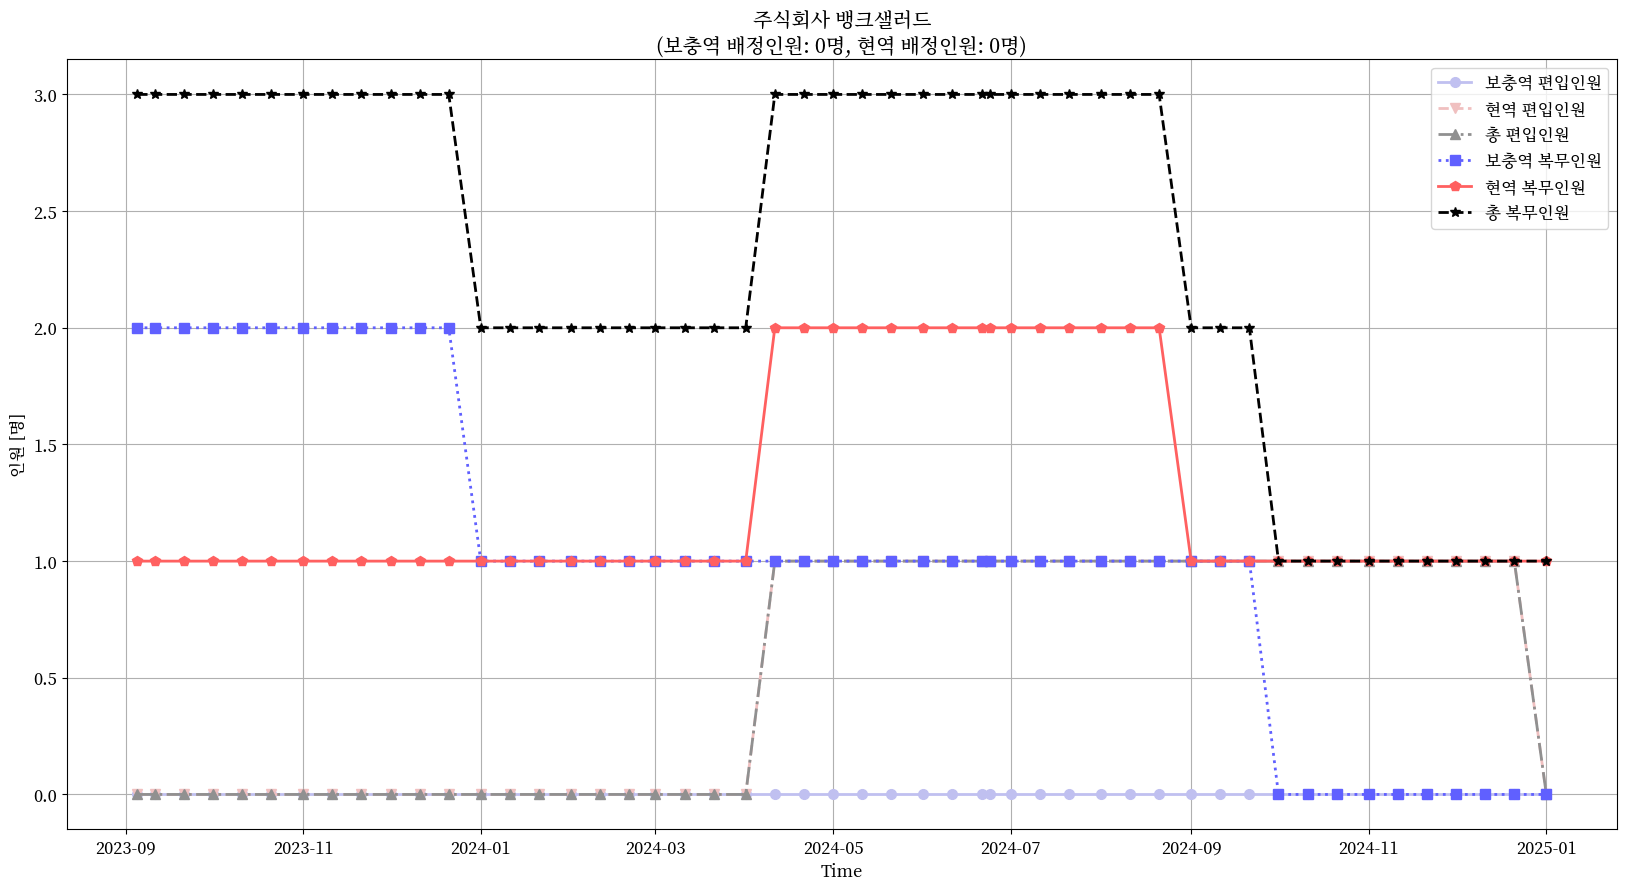 주식회사 뱅크샐러드
(보충역 배정인원: 0명, 현역 배정인원: 0명)
보충역 편입인원
현역 편입인원
총 편입인원
보충역 복무인원
현역 복무인원
총 복무인원
인원 [명]
3.0
2.5
2.0
1.5
1.0
0.5
0.0
2023-09
2023-11
2024-01
2024-03
2024-05
2024-07
2024-09
2024-11
2025-01
Time